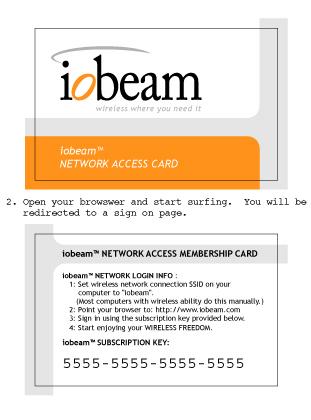 iobeam
wireless where you need it
iobeam™
NETWORK ACCESS CARD
2. Open your browswer and start surfing. You will be
redirected to a sign on page.
iobeam™ NETWORK ACCESS MEMBERSHIP CARD
iobeam™ NETWORK LOGIN INFO :
1: Set wireless network connection SSID on your
computer to "iobeam".
(Most computers with wireless ability do this manually.)
2: Point your browser to: http://www.iobeam.com
3: Sign in using the subscription key provided below.
4: Start enjoying your WIRELESS FREEDOM.
iobeam™ SUBSCRIPTION KEY:
5555-5555-5555-5555